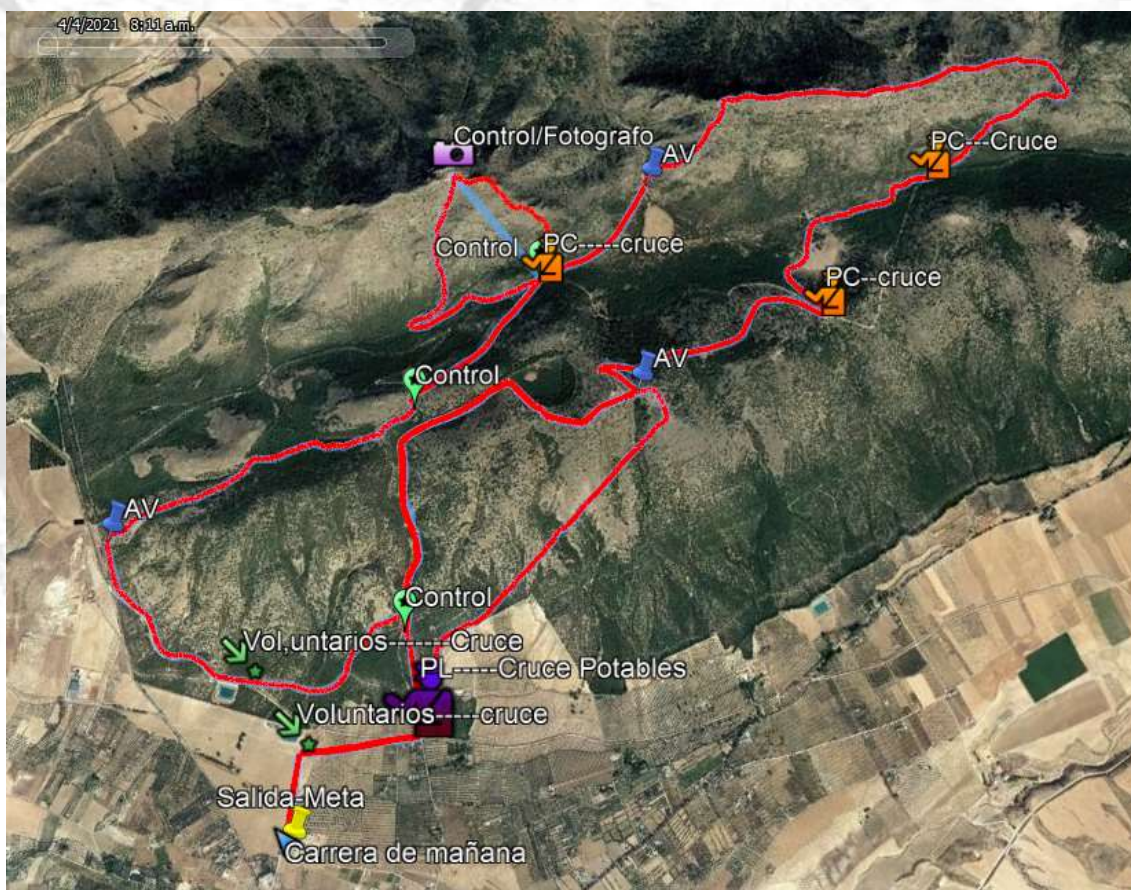 4/4/2021 8:11 a.m.
Control/Fotografo
AV
PC---Cruce
Control
PC-----cruce
PC--cruce
AV
Control
AV
Control
Vol,untarios-------Cruce
PL-----Cruce Potables
Voluntarios-----cruce
Salida-Meta
Carrera de mañana